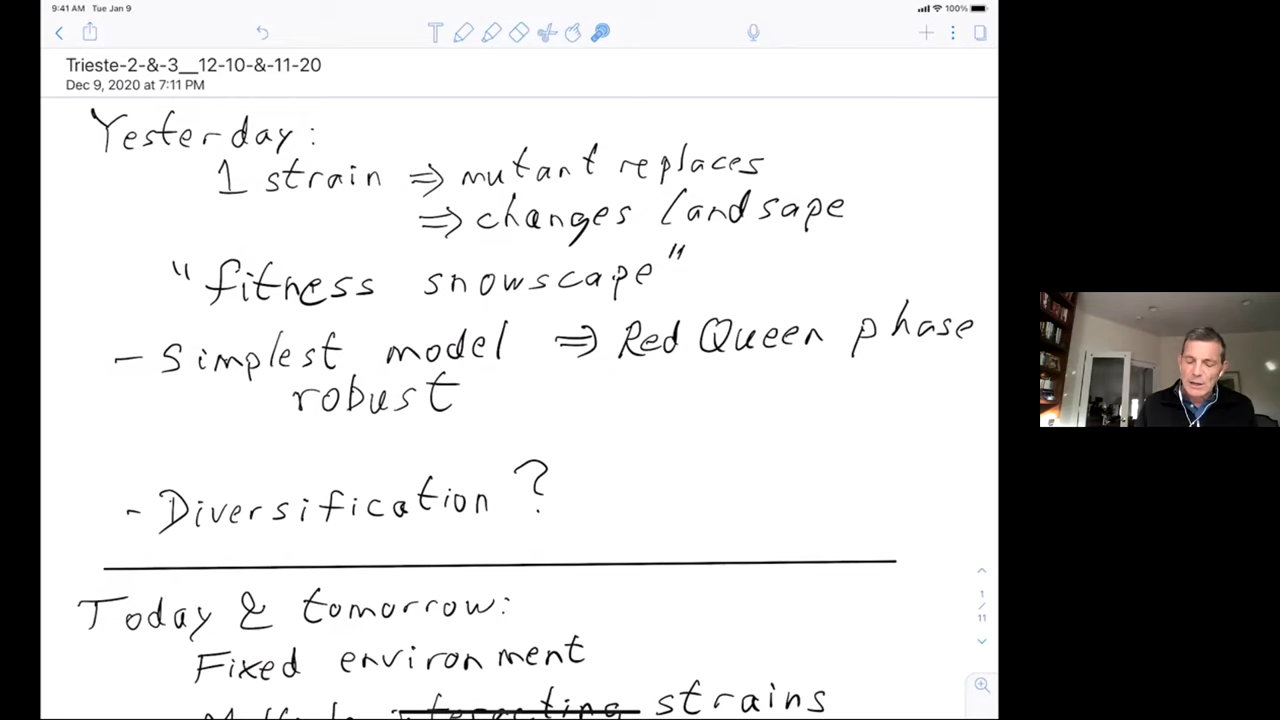 9:41 AM Tue Jan 9
100%
Trieste-2-&-3__12-10-&-11-20
Dec 9, 2020 at 7:11 PM
Yesterday:
1 strain ⇒ mutant replaces
⇒ changes landsape
"fitness snowscape"
- Simplest model ⇒ Red Queen phase
robust
- Diversification ?
Today & tomorrow:
Fixed environment
strains
1
/
11